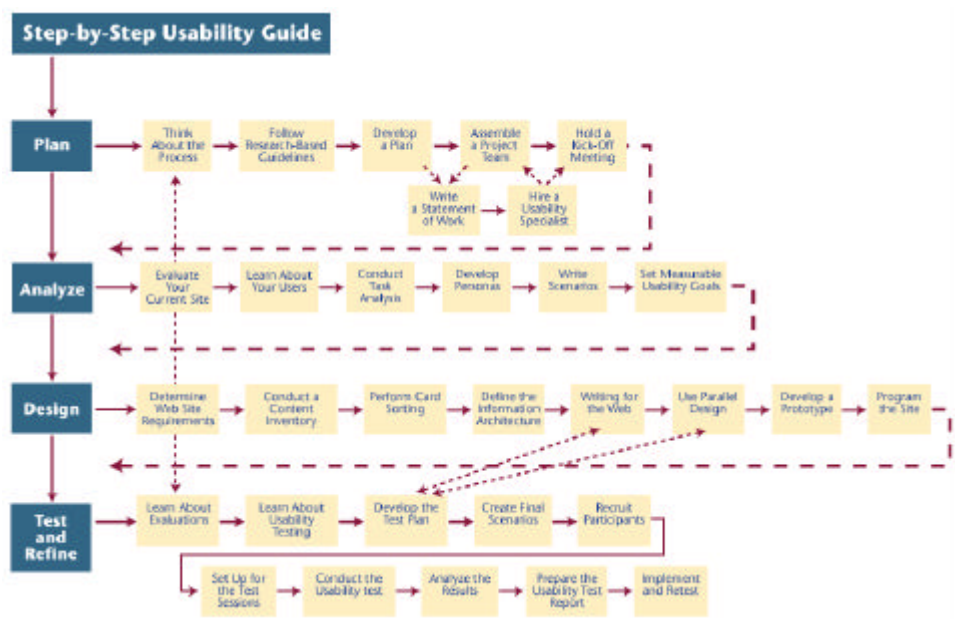 Step-by-Step Usability Guide
Plan
Think
About the
Process
Follow
Research-Based
Guidelines
Develop
a Plan
Assemble
a Project
Team
Hold a
Kick-Off
Meeting
Write
a Statement
of Work
Hire a
Usability
Specialist
Analyze
Evaluate
Your
Current Site
Learn About
Your Users
Conduct
Task
Analysis
Develop
Personas
Write
Scenarios
Set Measurable
Usability Goals
Design
Determine
Web Site
Requirements
Conduct a
Content
Inventory
Perform Card
Sorting
Define the
Information
Architecture
Writing for
the Web
Use Parallel
Design
Develop a
Prototype
Program
the Site
Test
and
Refine
Learn About
Evaluations
Learn About
Usability
Testing
Develop the
Test Plan
Create Final
Scenarios
Recruit
Participants
Set Up for
the Test
Sessions
Conduct the
Usability test
Analyze the
Results
Prepare the
Usability Test
Report
Implement
and Retest